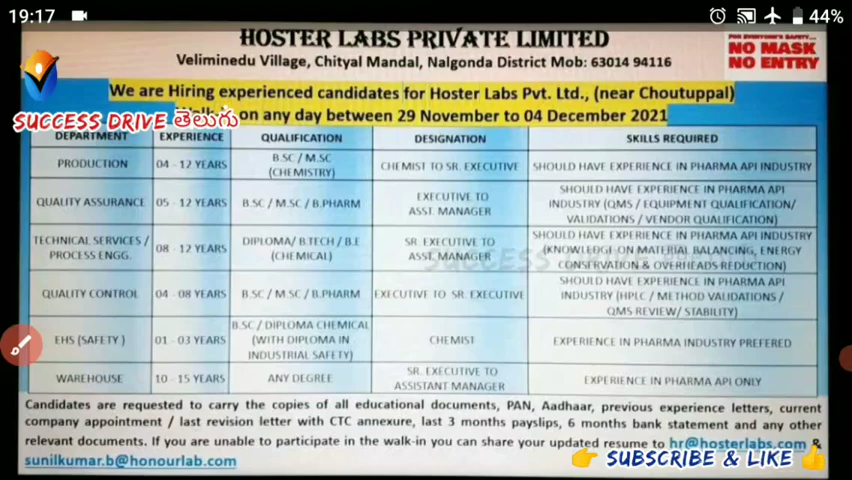 19:17
44%
HOSTER LABS PRIVATE LIMITED
Veliminedu Village, Chityal Mandal, Nalgonda District Mob: 63014 94116
FOR EVERYONE'S SAFETY...
NO MASK
NO ENTRY
We are Hiring experienced candidates for Hoster Labs Pvt. Ltd., (near Choutuppal)
on any day between 29 November to 04 December 2021
SUCCESS DRIVE తెలుగు
DEPARTMENT EXPERIENCE QUALIFICATION DESIGNATION SKILLS REQUIRED
PRODUCTION 04 - 12 YEARS B.SC / M.SC (CHEMISTRY) CHEMIST TO SR. EXECUTIVE SHOULD HAVE EXPERIENCE IN PHARMA API INDUSTRY
QUALITY ASSURANCE 05 - 12 YEARS B.SC / M.SC / B.PHARM EXECUTIVE TO ASST. MANAGER SHOULD HAVE EXPERIENCE IN PHARMA API INDUSTRY (QMS / EQUIPMENT QUALIFICATION/ VALIDATIONS / VENDOR QUALIFICATION)
TECHNICAL SERVICES / PROCESS ENGG. 08 - 12 YEARS DIPLOMA/ B.TECH / B.E (CHEMICAL) SR. EXECUTIVE TO ASST. MANAGER SHOULD HAVE EXPERIENCE IN PHARMA API INDUSTRY (KNOWLEDGE ON MATERIAL BALANCING, ENERGY CONSERVATION & OVERHEADS REDUCTION)
QUALITY CONTROL 04 - 08 YEARS B.SC / M.SC / B.PHARM EXECUTIVE TO SR. EXECUTIVE SHOULD HAVE EXPERIENCE IN PHARMA API INDUSTRY (HPLC / METHOD VALIDATIONS / QMS REVIEW/ STABILITY)
EHS (SAFETY ) 01 - 03 YEARS B.SC / DIPLOMA CHEMICAL (WITH DIPLOMA IN INDUSTRIAL SAFETY) CHEMIST EXPERIENCE IN PHARMA INDUSTRY PREFERED
WAREHOUSE 10 - 15 YEARS ANY DEGREE SR. EXECUTIVE TO ASSISTANT MANAGER EXPERIENCE IN PHARMA API ONLY
Candidates are requested to carry the copies of all educational documents, PAN, Aadhaar, previous experience letters, current
company appointment / last revision letter with CTC annexure, last 3 months payslips, 6 months bank statement and any other
relevant documents. If you are unable to participate in the walk-in you can share your updated resume to hr@hosterlabs.com &
sunilkumar.b@honourlab.com
SUBSCRIBE & LIKE